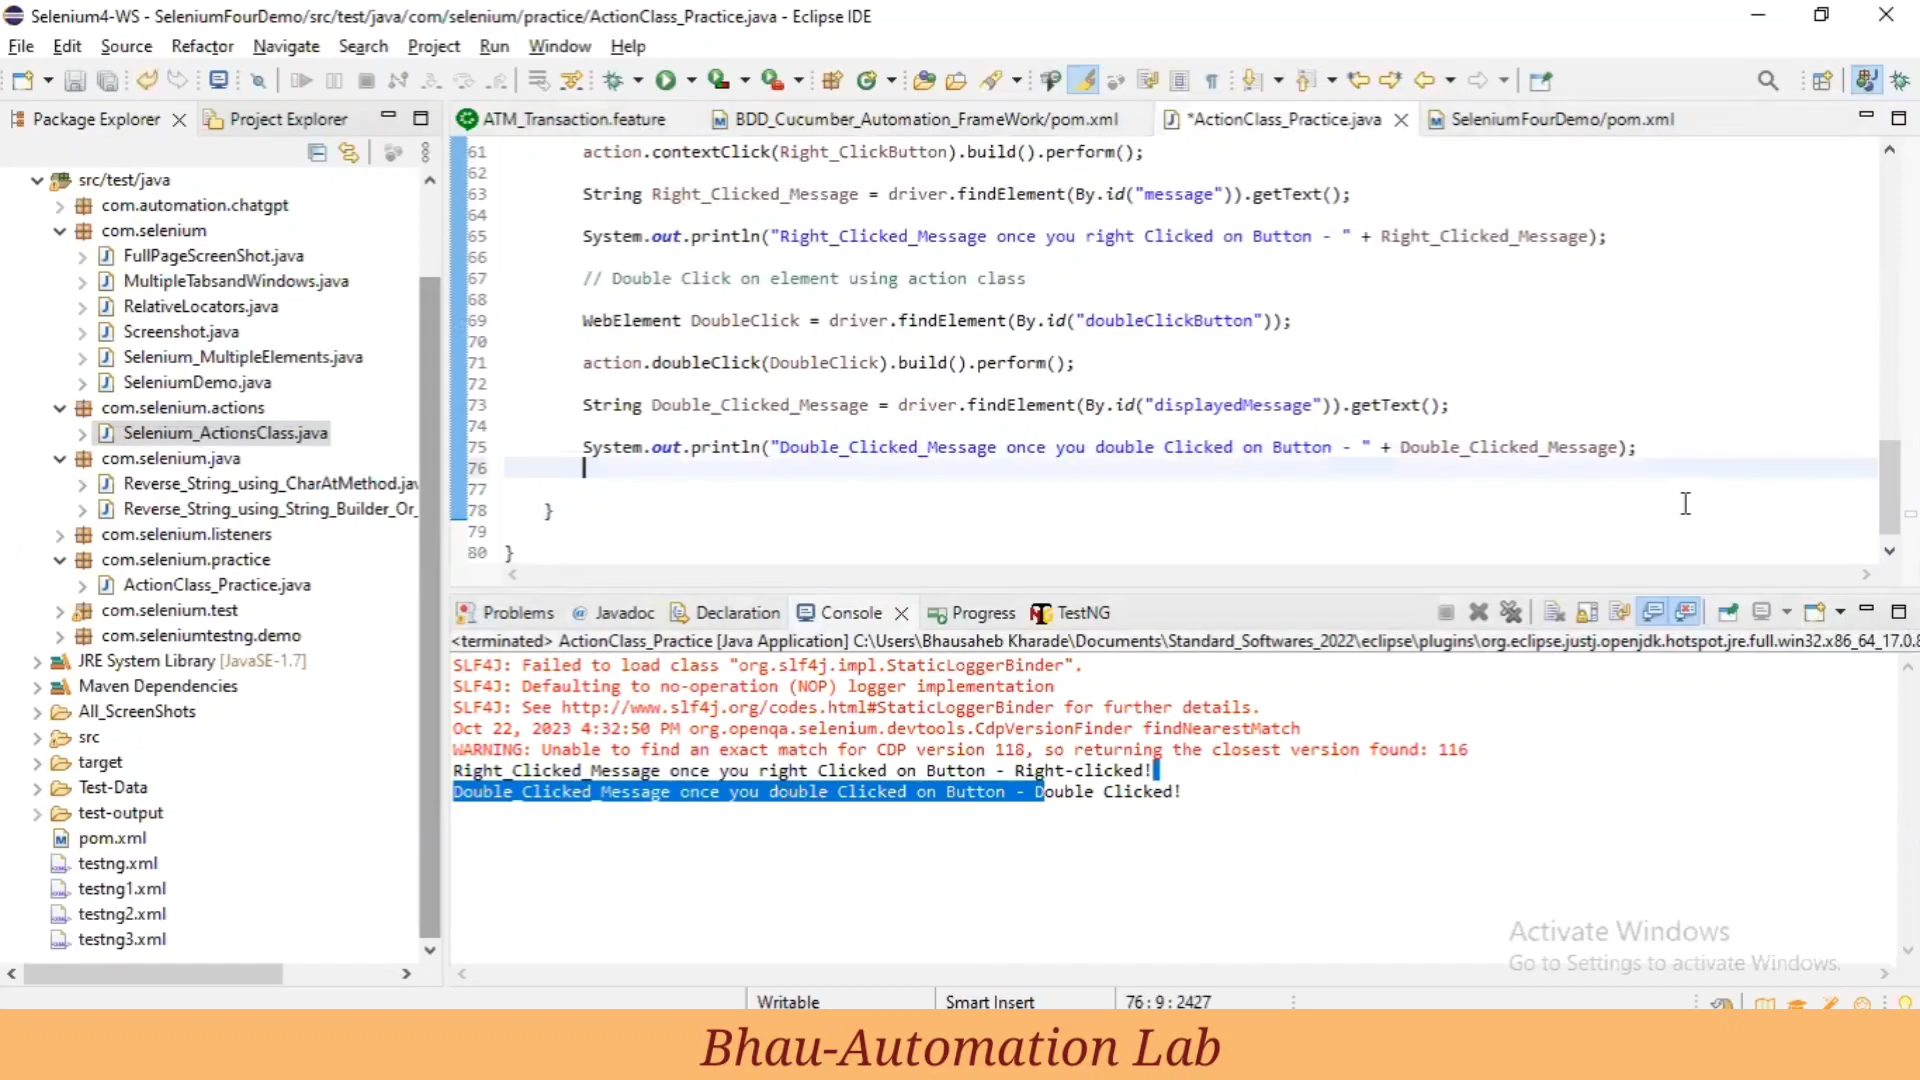 Selenium4-WS - SeleniumFourDemo/src/test/java/com/selenium/practice/ActionClass_Practice.java - Eclipse IDE
File Edit Source Refactor Navigate Search Project Run Window Help
Package Explorer Project Explorer
ATM_Transaction.feature BDD_Cucumber_Automation_FrameWork/pom.xml *ActionClass_Practice.java SeleniumFourDemo/pom.xml
src/test/java
com.automation.chatgpt
com.selenium
FullPageScreenShot.java
MultipleTabsandWindows.java
RelativeLocators.java
Screenshot.java
Selenium_MultipleElements.java
SeleniumDemo.java
com.selenium.actions
Selenium_ActionsClass.java
com.selenium.java
Reverse_String_using_CharAtMethod.jav
Reverse_String_using_String_Builder_Or_
com.selenium.listeners
com.selenium.practice
ActionClass_Practice.java
com.selenium.test
com.seleniumtestng.demo
JRE System Library [JavaSE-1.7]
Maven Dependencies
All_ScreenShots
src
target
Test-Data
test-output
pom.xml
testng.xml
testng1.xml
testng2.xml
testng3.xml
61 action.contextClick(Right_ClickButton).build().perform();
62
63 String Right_Clicked_Message = driver.findElement(By.id("message")).getText();
64
65 System.out.println("Right_Clicked_Message once you right Clicked on Button - " + Right_Clicked_Message);
66
67 // Double Click on element using action class
68
69 WebElement DoubleClick = driver.findElement(By.id("doubleClickButton"));
70
71 action.doubleClick(DoubleClick).build().perform();
72
73 String Double_Clicked_Message = driver.findElement(By.id("displayedMessage")).getText();
74
75 System.out.println("Double_Clicked_Message once you double Clicked on Button - " + Double_Clicked_Message);
76
77
78 }
79
80 }
Problems @ Javadoc Declaration Console Progress TestNG
<terminated> ActionClass_Practice [Java Application] C:\Users\Bhausaheb Kharade\Documents\Standard_Softwares_2022\eclipse\plugins\org.eclipse.justj.openjdk.hotspot.jre.full.win32.x86_64_17.0.8
SLF4J: Failed to load class "org.slf4j.impl.StaticLoggerBinder".
SLF4J: Defaulting to no-operation (NOP) logger implementation
SLF4J: See http://www.slf4j.org/codes.html#StaticLoggerBinder for further details.
Oct 22, 2023 4:32:50 PM org.openqa.selenium.devtools.CdpVersionFinder findNearestMatch
WARNING: Unable to find an exact match for CDP version 118, so returning the closest version found: 116
Right_Clicked_Message once you right Clicked on Button - Right-clicked!
Double_Clicked_Message once you double Clicked on Button - Double Clicked!
Activate Windows
Go to Settings to activate Windows.
Writable Smart Insert 76 : 9 : 2427
Bhau-Automation Lab